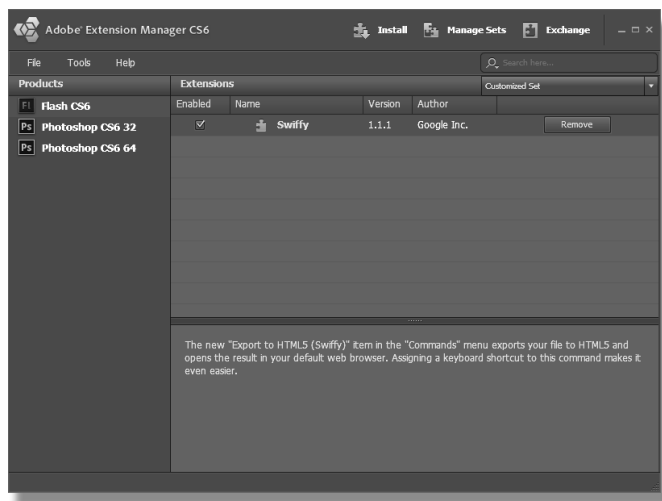 Adobe® Extension Manager CS6
Install Manage Sets Exchange
File Tools Help
Search here...
Products
Extensions
Customized Set
Fl Flash CS6
Ps Photoshop CS6 32
Ps Photoshop CS6 64
Enabled Name Version Author
Swiffy 1.1.1 Google Inc. Remove
The new "Export to HTML5 (Swiffy)" item in the "Commands" menu exports your file to HTML5 and
opens the result in your default web browser. Assigning a keyboard shortcut to this command makes it
even easier.